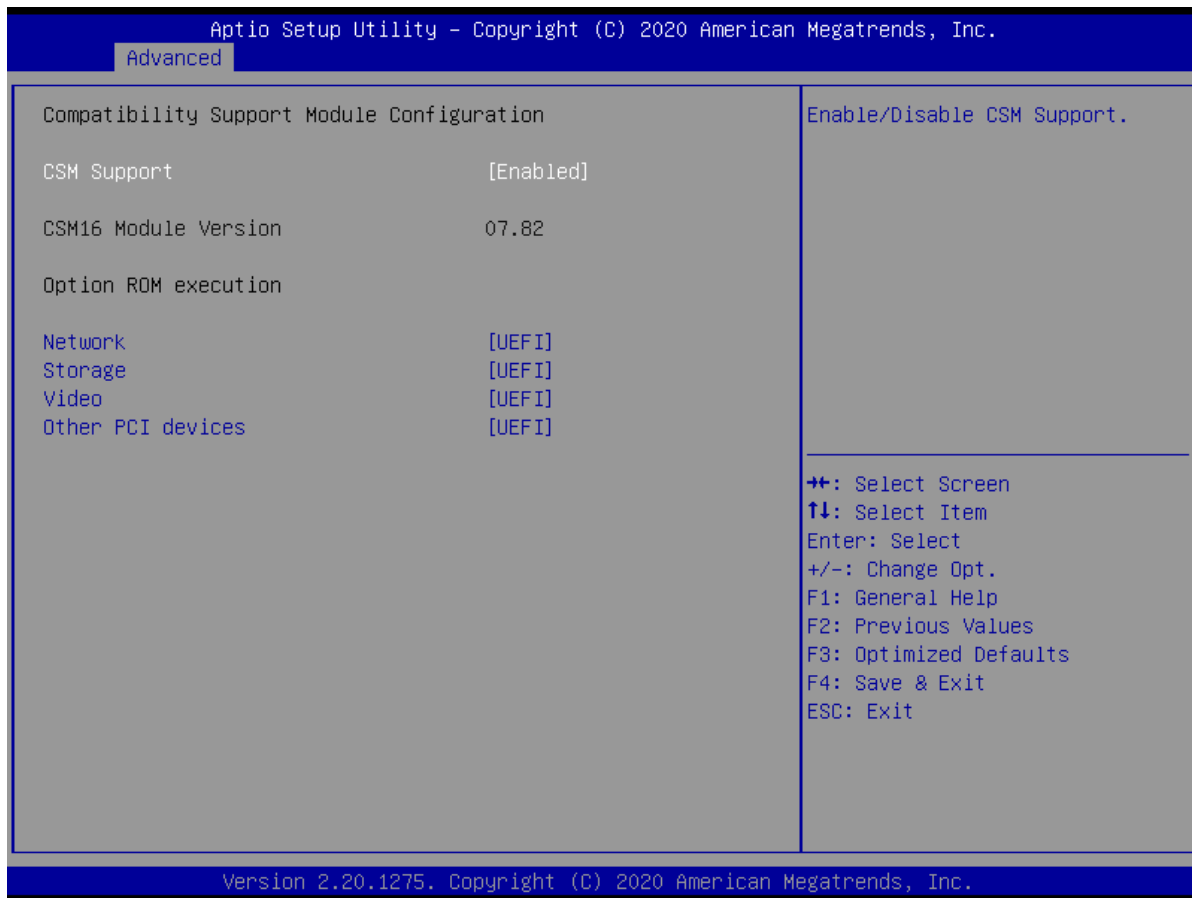 Aptio Setup Utility – Copyright (C) 2020 American Megatrends, Inc.
Advanced
Compatibility Support Module Configuration
CSM Support [Enabled]
CSM16 Module Version 07.82
Option ROM execution
Network [UEFI]
Storage [UEFI]
Video [UEFI]
Other PCI devices [UEFI]
Enable/Disable CSM Support.
→←: Select Screen
↑↓: Select Item
Enter: Select
+/-: Change Opt.
F1: General Help
F2: Previous Values
F3: Optimized Defaults
F4: Save & Exit
ESC: Exit
Version 2.20.1275. Copyright (C) 2020 American Megatrends, Inc.